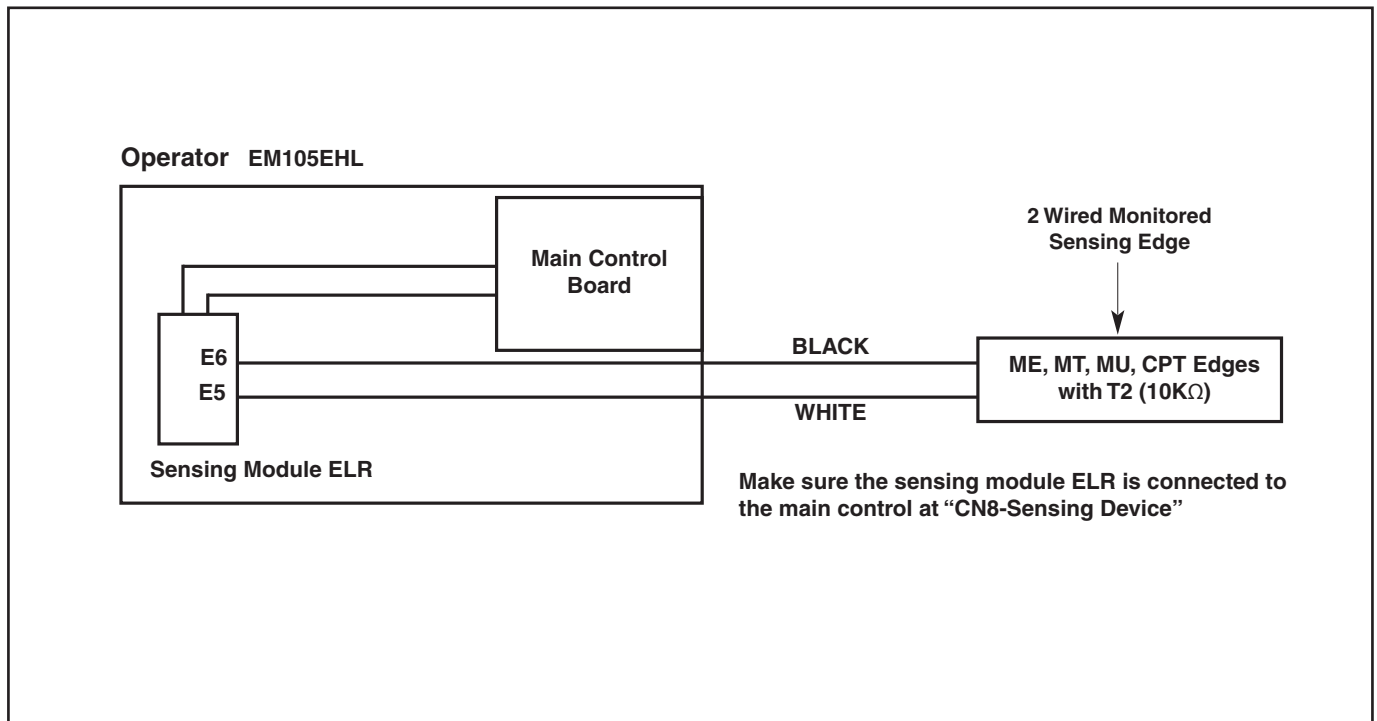 Operator EM105EHL
Main Control
Board
E6
E5
Sensing Module ELR
BLACK
WHITE
2 Wired Monitored
Sensing Edge
ME, MT, MU, CPT Edges
with T2 (10KΩ)
Make sure the sensing module ELR is connected to
the main control at “CN8-Sensing Device”